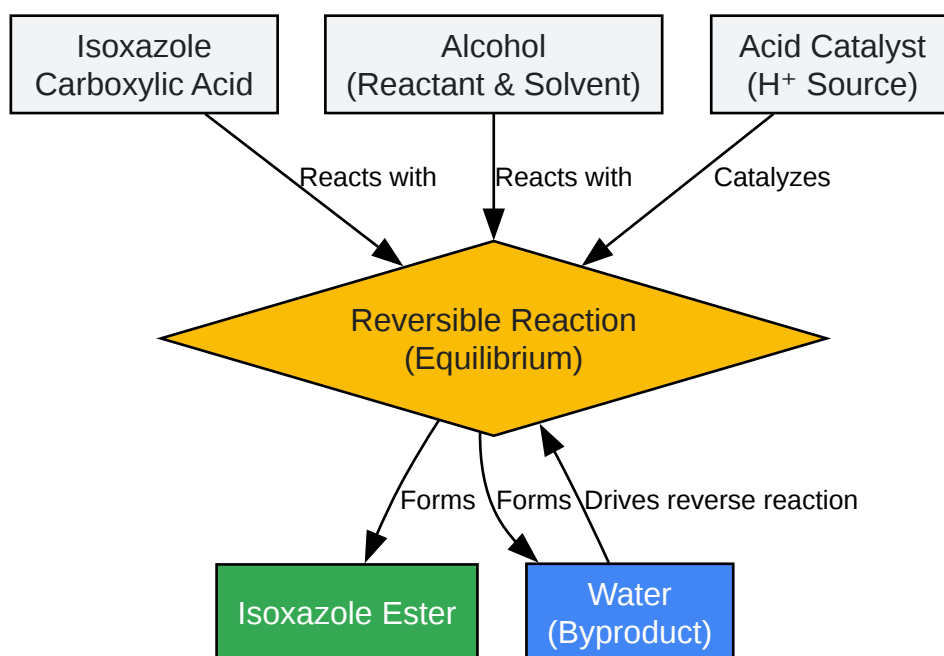 Isoxazole
Carboxylic Acid
Alcohol
(Reactant & Solvent)
Acid Catalyst
(H⁺ Source)
Reacts with
Reacts with
Catalyzes
Reversible Reaction
(Equilibrium)
Forms
Forms
Drives reverse reaction
Isoxazole Ester
Water
(Byproduct)